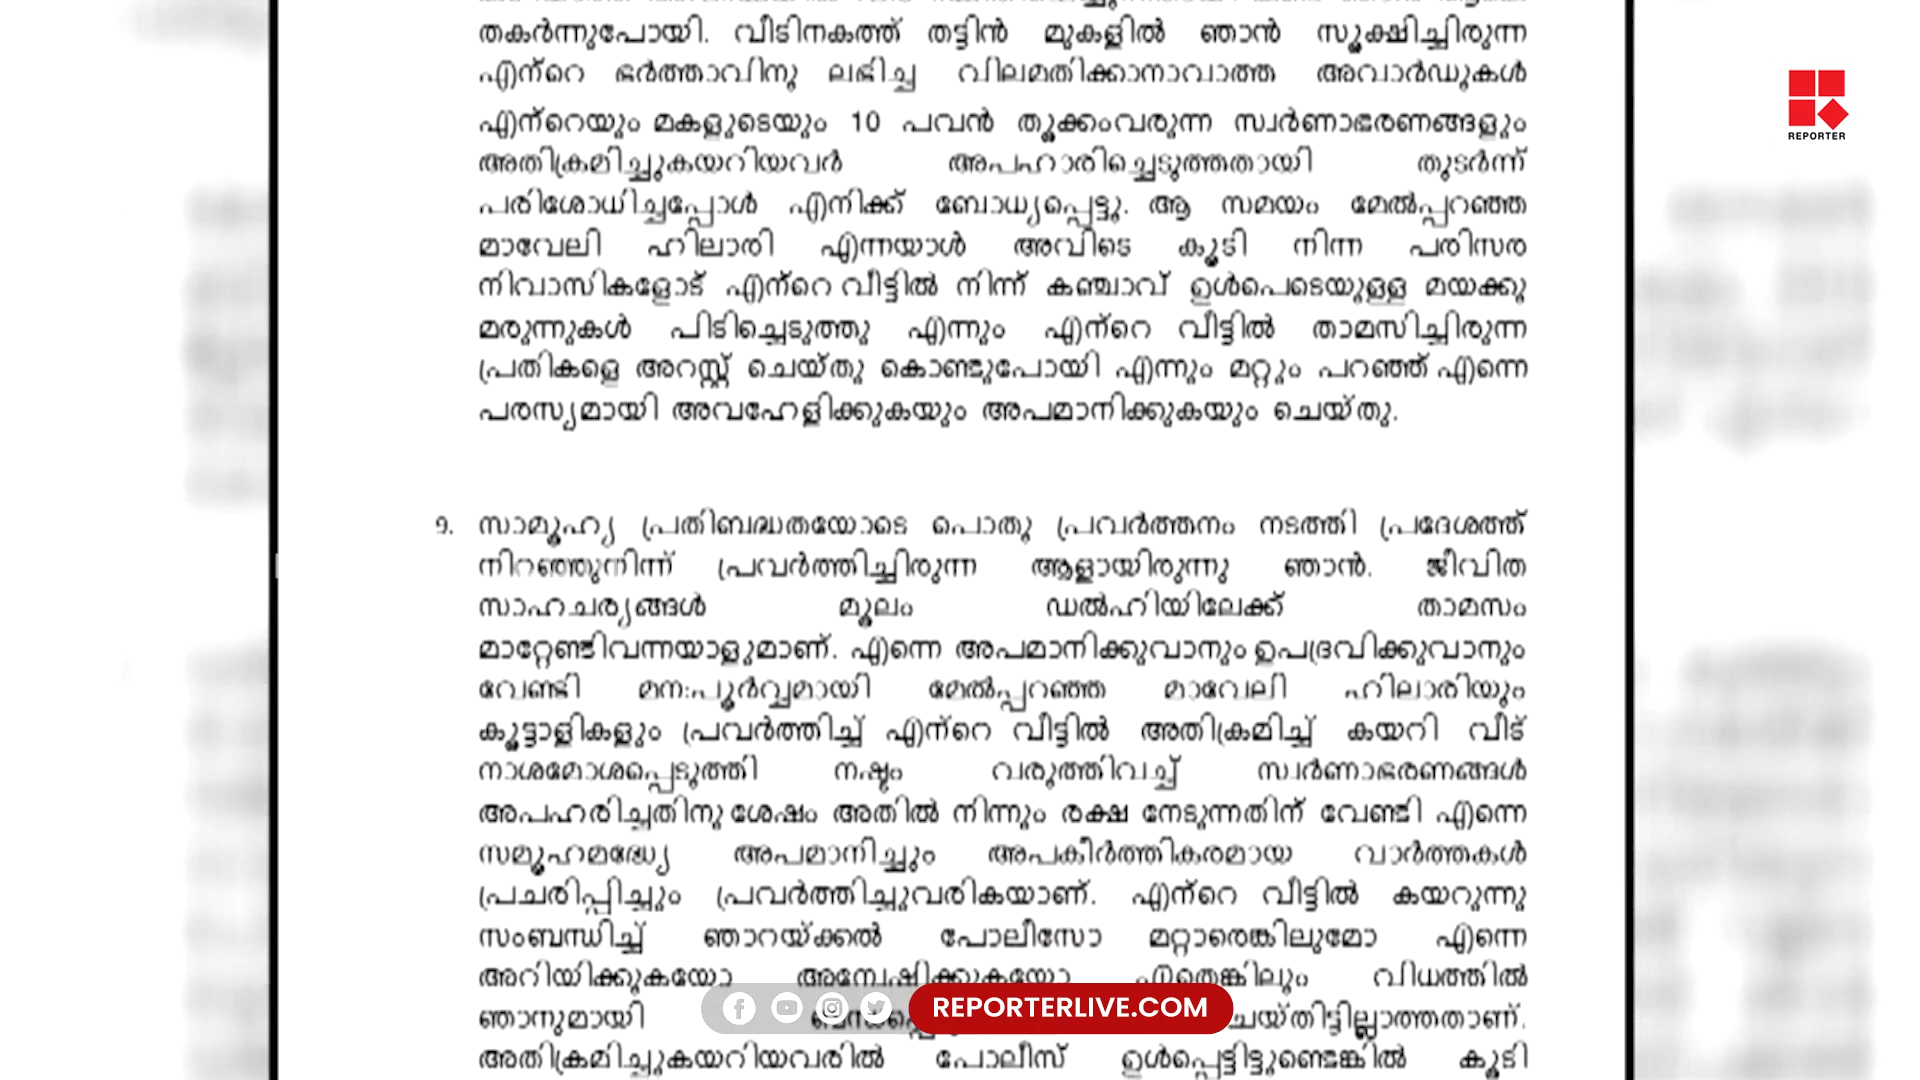 തകർന്നുപോയി. വീടിനകത്ത് തട്ടിൻ മുകളിൽ ഞാൻ സൂക്ഷിച്ചിരുന്ന
എന്റെ ഭർത്താവിനു ലഭിച്ച വിലമതിക്കാനാവാത്ത അവാർഡുകൾ
എന്റെയും മകളുടെയും 10 പവൻ തൂക്കംവരുന്ന സ്വർണാഭരണങ്ങളും
അതിക്രമിച്ചുകയറിയവർ അപഹാരിച്ചെടുത്തതായി തുടർന്ന്
പരിശോധിച്ചപ്പോൾ എനിക്ക് ബോധ്യപ്പെട്ടു. ആ സമയം മേൽപ്പറഞ്ഞ
മാവേലി ഹിലാരി എന്നയാൾ അവിടെ കൂടി നിന്ന പരിസര
നിവാസികളോട് എന്റെ വീട്ടിൽ നിന്ന് കഞ്ചാവ് ഉൾപെടെയുള്ള മയക്കു
മരുന്നുകൾ പിടിച്ചെടുത്തു എന്നും എന്റെ വീട്ടിൽ താമസിച്ചിരുന്ന
പ്രതികളെ അറസ്റ്റ് ചെയ്തു കൊണ്ടുപോയി എന്നും മറ്റും പറഞ്ഞ് എന്നെ
പരസ്യമായി അവഹേളിക്കുകയും അപമാനിക്കുകയും ചെയ്തു.
സാമൂഹ്യ പ്രതിബദ്ധതയോടെ പൊതു പ്രവർത്തനം നടത്തി പ്രദേശത്ത്
നിറഞ്ഞുനിന്ന് പ്രവർത്തിച്ചിരുന്ന ആളായിരുന്നു ഞാൻ. ജീവിത
സാഹചര്യങ്ങൾ മൂലം ഡൽഹിയിലേക്ക് താമസം
മാറ്റേണ്ടിവന്നയാളുമാണ്. എന്നെ അപമാനിക്കുവാനും ഉപദ്രവിക്കുവാനും
വേണ്ടി മന:പൂർവ്വമായി മേൽപ്പറഞ്ഞ മാവേലി ഹിലാരിയും
കൂട്ടാളികളും പ്രവർത്തിച്ച് എന്റെ വീട്ടിൽ അതിക്രമിച്ച് കയറി വീട്
നാശമോശപ്പെടുത്തി നഷ്ടം വരുത്തിവച്ച് സ്വർണാഭരണങ്ങൾ
അപഹരിച്ചതിനു ശേഷം അതിൽ നിന്നും രക്ഷ നേടുന്നതിന് വേണ്ടി എന്നെ
സമൂഹമദ്ധ്യേ അപമാനിച്ചും അപകീർത്തികരമായ വാർത്തകൾ
പ്രചരിപ്പിച്ചും പ്രവർത്തിച്ചുവരികയാണ്. എന്റെ വീട്ടിൽ കയറുന്നു
സംബന്ധിച്ച് ഞാറയ്ക്കൽ പോലീസോ മറ്റാരെങ്കിലുമോ എന്നെ
അറിയിക്കുകയോ അന്വേഷിക്കുകയോ എതെങ്കിലും വിധത്തിൽ
ഞാനുമായി ചെയ്തിട്ടില്ലാത്തതാണ്.
അതിക്രമിച്ചുകയറിയവരിൽ പോലീസ് ഉൾപ്പെട്ടിട്ടുണ്ടെങ്കിൽ കൂടി
REPORTER
REPORTERLIVE.COM